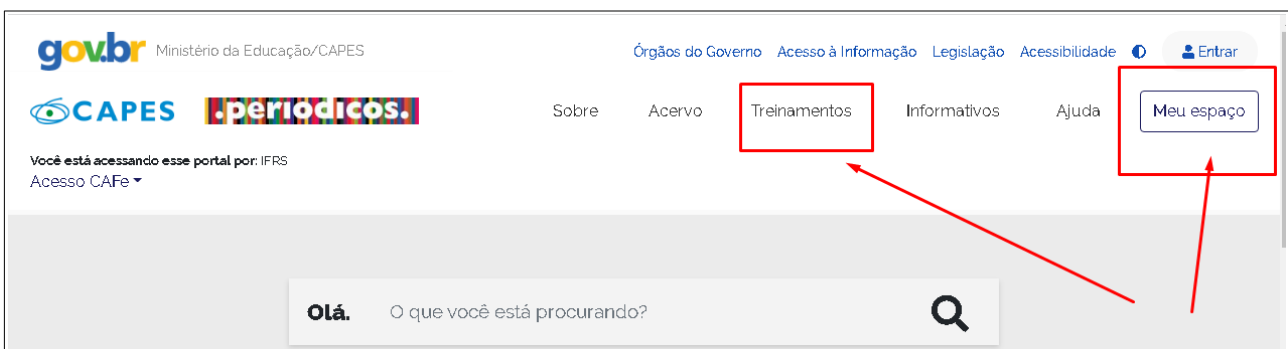 gov.br Ministério da Educação/CAPES Órgãos do Governo Acesso à Informação Legislação Acessibilidade Entrar
CAPES .periódicos. Sobre Acervo Treinamentos Informativos Ajuda Meu espaço
Você está acessando esse portal por: IFRS
Acesso CAFe
Olá. O que você está procurando?